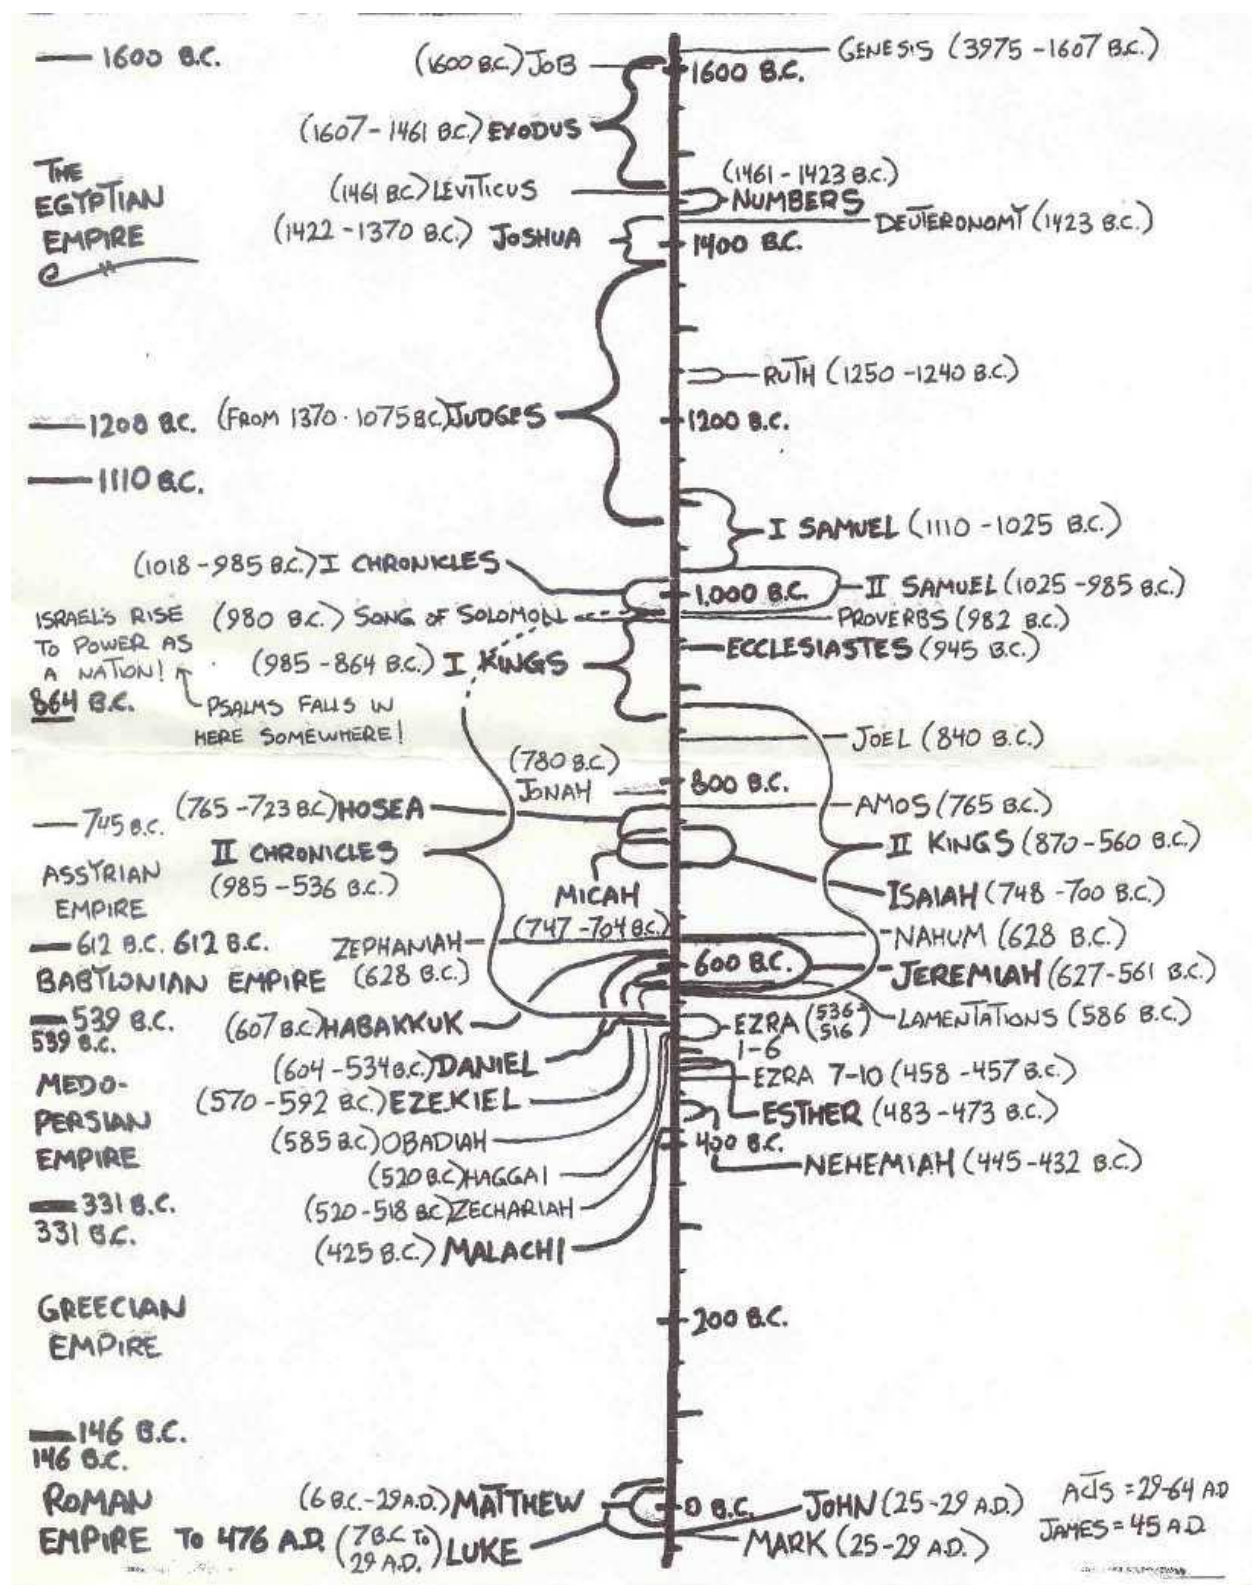 1600 B.C.
(1600 B.C.) JOB
GENESIS (3975 - 1607 B.C.)
1600 B.C.
(1607 - 1461 B.C.) EXODUS
THE
EGYPTIAN
EMPIRE
(1461 B.C.) LEVITICUS
(1461 - 1423 B.C.)
NUMBERS
DEUTERONOMY (1423 B.C.)
(1422 - 1370 B.C.) JOSHUA
1400 B.C.
RUTH (1250 - 1240 B.C.)
1200 B.C. (FROM 1370 - 1075 B.C.) JUDGES
1200 B.C.
1110 B.C.
I SAMUEL (1110 - 1025 B.C.)
(1018 - 985 B.C.) I CHRONICLES
1,000 B.C.
II SAMUEL (1025 - 985 B.C.)
ISRAEL'S RISE
TO POWER AS
A NATION!
(980 B.C.) SONG OF SOLOMON
PROVERBS (982 B.C.)
(985 - 864 B.C.) I KINGS
ECCLESIASTES (945 B.C.)
864 B.C.
PSALMS FALLS IN
HERE SOMEWHERE!
JOEL (840 B.C.)
(780 B.C.)
JONAH
800 B.C.
745 B.C.
(765 - 723 B.C.) HOSEA
AMOS (765 B.C.)
II CHRONICLES
(985 - 536 B.C.)
II KINGS (870 - 560 B.C.)
ASSYRIAN
EMPIRE
MICAH
(747 - 704 B.C.)
ISAIAH (748 - 700 B.C.)
612 B.C. 612 B.C.
ZEPHANIAH
(628 B.C.)
NAHUM (628 B.C.)
BABYLONIAN EMPIRE
600 B.C.
JEREMIAH (627 - 561 B.C.)
539 B.C.
539 B.C.
(607 B.C.) HABAKKUK
EZRA (536 516)
1-6
LAMENTATIONS (586 B.C.)
(604 - 534 B.C.) DANIEL
EZRA 7-10 (458 - 457 B.C.)
MEDO-
PERSIAN
EMPIRE
(570 - 592 B.C.) EZEKIEL
ESTHER (483 - 473 B.C.)
(585 B.C.) OBADIAH
400 B.C.
(520 B.C.) HAGGAI
NEHEMIAH (445 - 432 B.C.)
331 B.C.
331 B.C.
(520 - 518 B.C.) ZECHARIAH
(425 B.C.) MALACHI
GREECIAN
EMPIRE
200 B.C.
146 B.C.
146 B.C.
ROMAN
EMPIRE TO 476 A.D.
(6 B.C. - 29 A.D.) MATTHEW
0 B.C.
JOHN (25 - 29 A.D.)
ACTS = 29-64 AD
JAMES = 45 A.D.
(7 B.C. TO 29 A.D.) LUKE
MARK (25 - 29 A.D.)